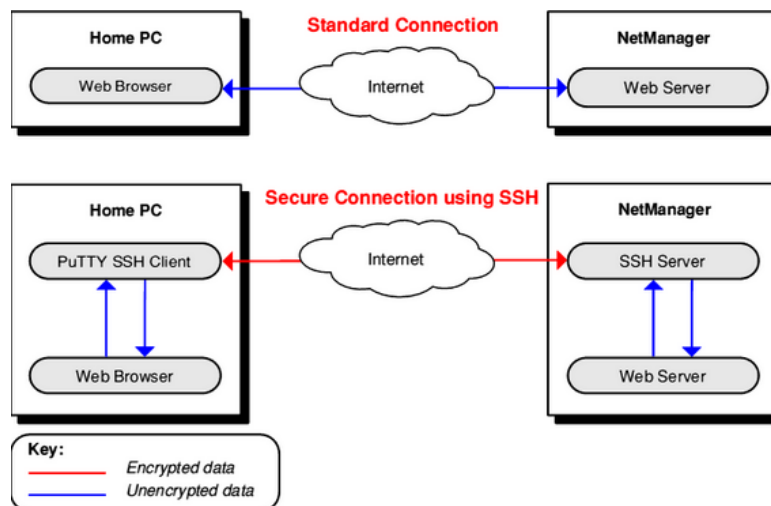 Standard Connection
Home PC
NetManager
Web Browser
Internet
Web Server
Secure Connection using SSH
Home PC
NetManager
PuTTY SSH Client
Internet
SSH Server
Web Browser
Web Server
Key:
Encrypted data
Unencrypted data